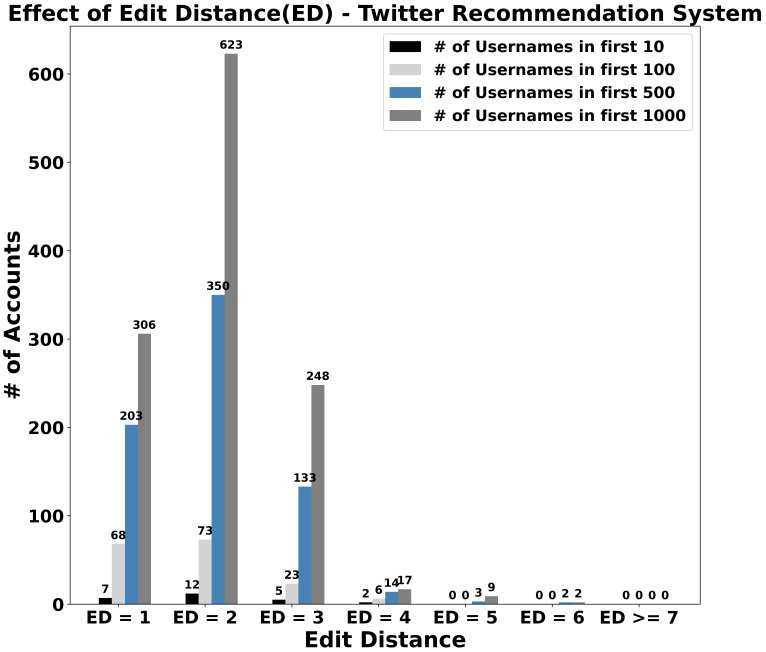 Effect of Edit Distance(ED) - Twitter Recommendation System
# of Usernames in first 10
# of Usernames in first 100
# of Usernames in first 500
# of Usernames in first 1000
# of Accounts
600
500
400
300
200
100
0
7 68 203 306
12 73 350 623
5 23 133 248
2 6 14 17
0 0 3 9
0 0 2 2
0 0 0 0
ED = 1 ED = 2 ED = 3 ED = 4 ED = 5 ED = 6 ED >= 7
Edit Distance